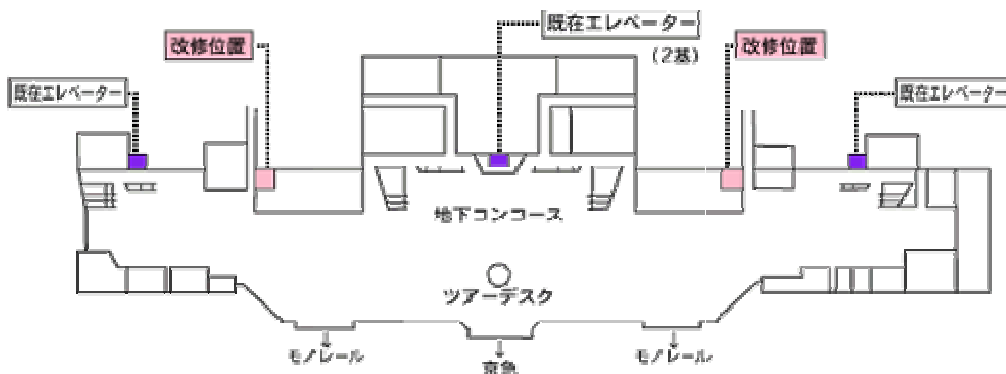 既在エレベーター
(2基)
改修位置
改修位置
既在エレベーター
既在エレベーター
地下コンコース
ツアーデスク
モノレール
京急
モノレール